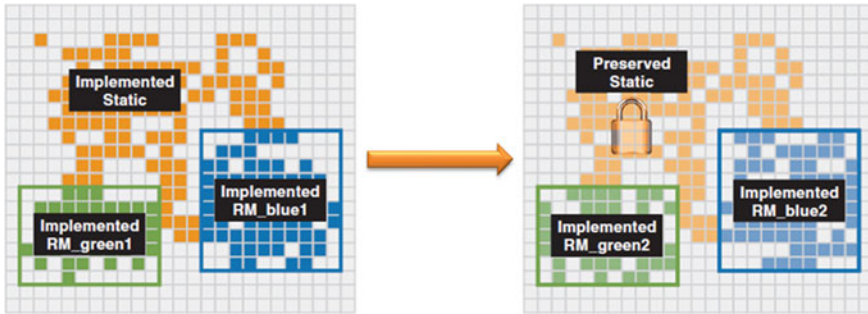 Implemented
Static
Implemented
RM_blue1
Implemented
RM_green1
Preserved
Static
Implemented
RM_blue2
Implemented
RM_green2